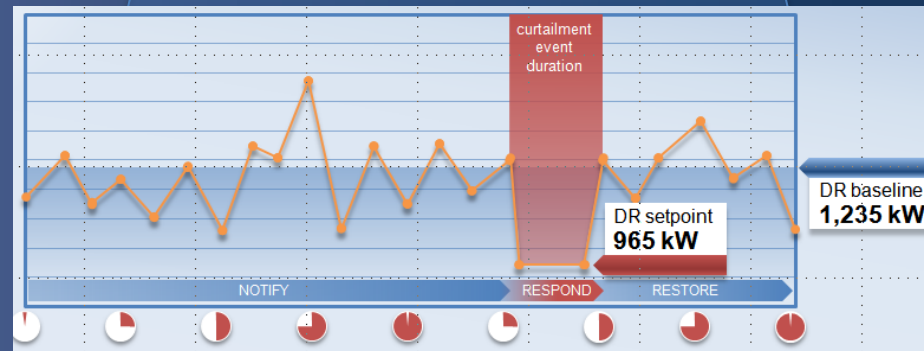 curtailment
event
duration
DR baseline
1,235 kW
DR setpoint
965 kW
NOTIFY
RESPOND
RESTORE